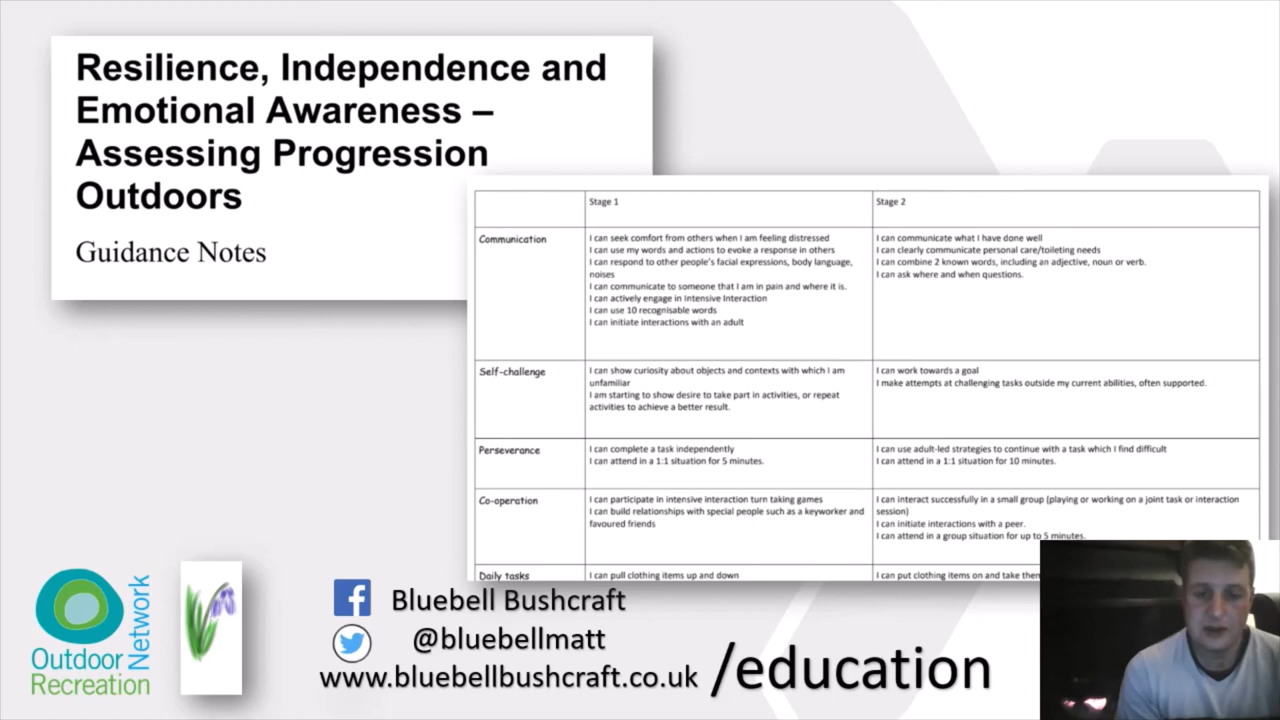 Resilience, Independence and
Emotional Awareness –
Assessing Progression
Outdoors
Guidance Notes
Stage 1
Stage 2
Communication
I can seek comfort from others when I am feeling distressed
I can use my words and actions to evoke a response in others
I can respond to other people's facial expressions, body language,
noises
I can communicate to someone that I am in pain and where it is.
I can actively engage in Intensive Interaction
I can use 10 recognisable words
I can initiate interactions with an adult
I can communicate what I have done well
I can clearly communicate personal care/toileting needs
I can combine 2 known words, including an adjective, noun or verb.
I can ask where and when questions.
Self-challenge
I can show curiosity about objects and contexts with which I am
unfamiliar
I am starting to show desire to take part in activities, or repeat
activities to achieve a better result.
I can work towards a goal
I make attempts at challenging tasks outside my current abilities, often supported.
Perseverance
I can complete a task independently
I can attend in a 1:1 situation for 5 minutes.
I can use adult-led strategies to continue with a task which I find difficult
I can attend in a 1:1 situation for 10 minutes.
Co-operation
I can participate in intensive interaction turn taking games
I can build relationships with special people such as a keyworker and
favoured friends
I can interact successfully in a small group (playing or working on a joint task or interaction
session)
I can initiate interactions with a peer.
I can attend in a group situation for up to 5 minutes.
Daily tasks
I can pull clothing items up and down
I can put clothing items on and take
Outdoor
Recreation
Network
Bluebell Bushcraft
@bluebellmatt
www.bluebellbushcraft.co.uk /education